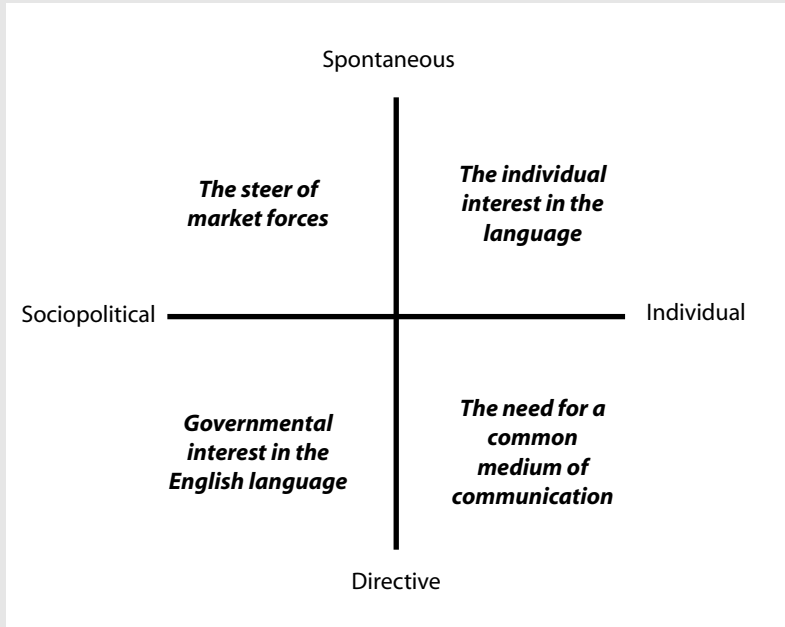 Spontaneous
The steer of
market forces
The individual
interest in the
language
Sociopolitical
Individual
Governmental
interest in the
English language
The need for a
common
medium of
communication
Directive